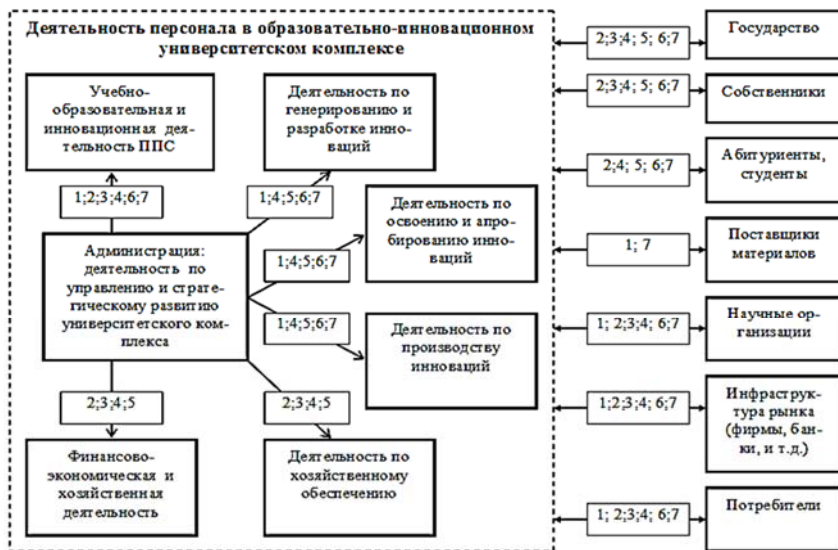 Деятельность персонала в образовательно-инновационном
университетском комплексе
Учебно-
образовательная и
инновационная дея-
тельность ППС
Деятельность по
генерированию и
разработке инно-
ваций
1;2;3;4;6;7
1;4;5;6;7
Деятельность по
освоению и апро-
бированию инно-
ваций
Администрация:
деятельность по
управлению и страте-
гическому развитию
университетского ком-
плекса
1;4;5;6;7
1;4;5;6;7
Деятельность по
производству
инноваций
2;3;4;5
2;3;4;5
Финансово-
экономическая и
хозяйственная
деятельность
Деятельность по
хозяйственному
обеспечению
2;3;4; 5; 6;7
Государство
2;3;4; 5; 6;7
Собственники
2;4; 5; 6;7
Абитуриенты,
студенты
1; 7
Поставщики
материалов
1; 2;3;4; 6;7
Научные ор-
ганизации
1;2;3;4; 6;7
Инфраструк-
тура рынка
(фирмы, бан-
ки, и т.д.)
1; 2;3;4; 6;7
Потребители